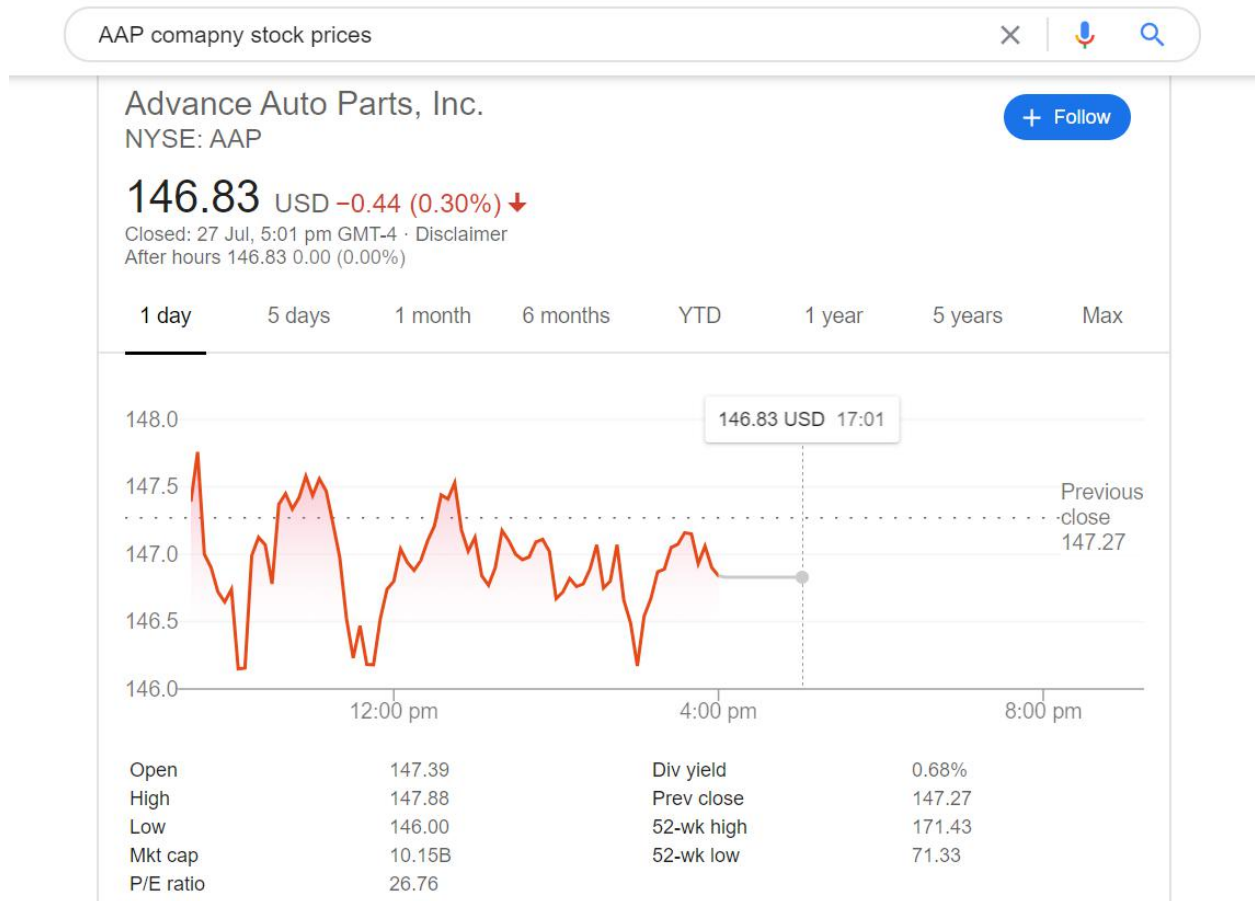 AAP comapny stock prices
Advance Auto Parts, Inc.
NYSE: AAP
+ Follow
146.83 USD −0.44 (0.30%)
Closed: 27 Jul, 5:01 pm GMT-4 · Disclaimer
After hours 146.83 0.00 (0.00%)
1 day 5 days 1 month 6 months YTD 1 year 5 years Max
148.0
146.83 USD 17:01
147.5
Previous
close
147.27
147.0
146.5
146.0
12:00 pm 4:00 pm 8:00 pm
Open 147.39 Div yield 0.68%
High 147.88 Prev close 147.27
Low 146.00 52-wk high 171.43
Mkt cap 10.15B 52-wk low 71.33
P/E ratio 26.76